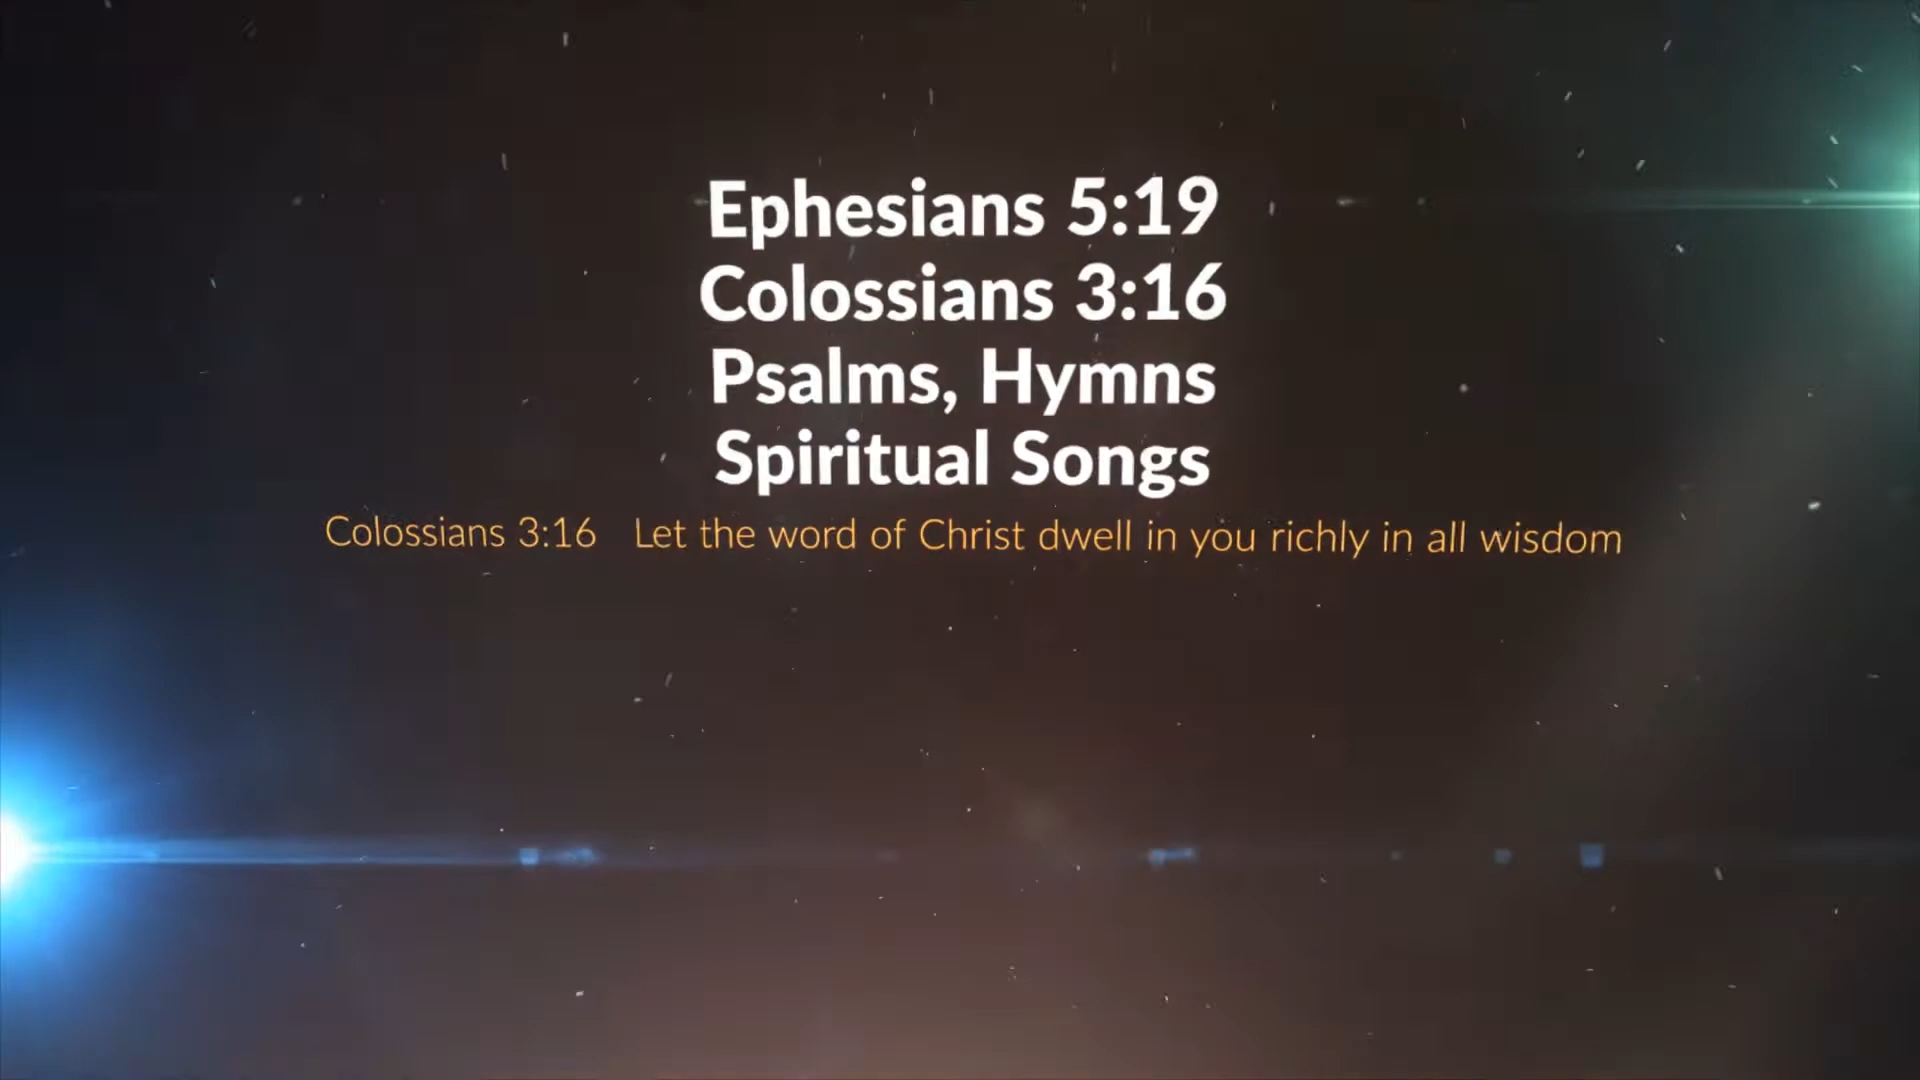 Ephesians 5:19
Colossians 3:16
Psalms, Hymns
Spiritual Songs
Colossians 3:16 Let the word of Christ dwell in you richly in all wisdom